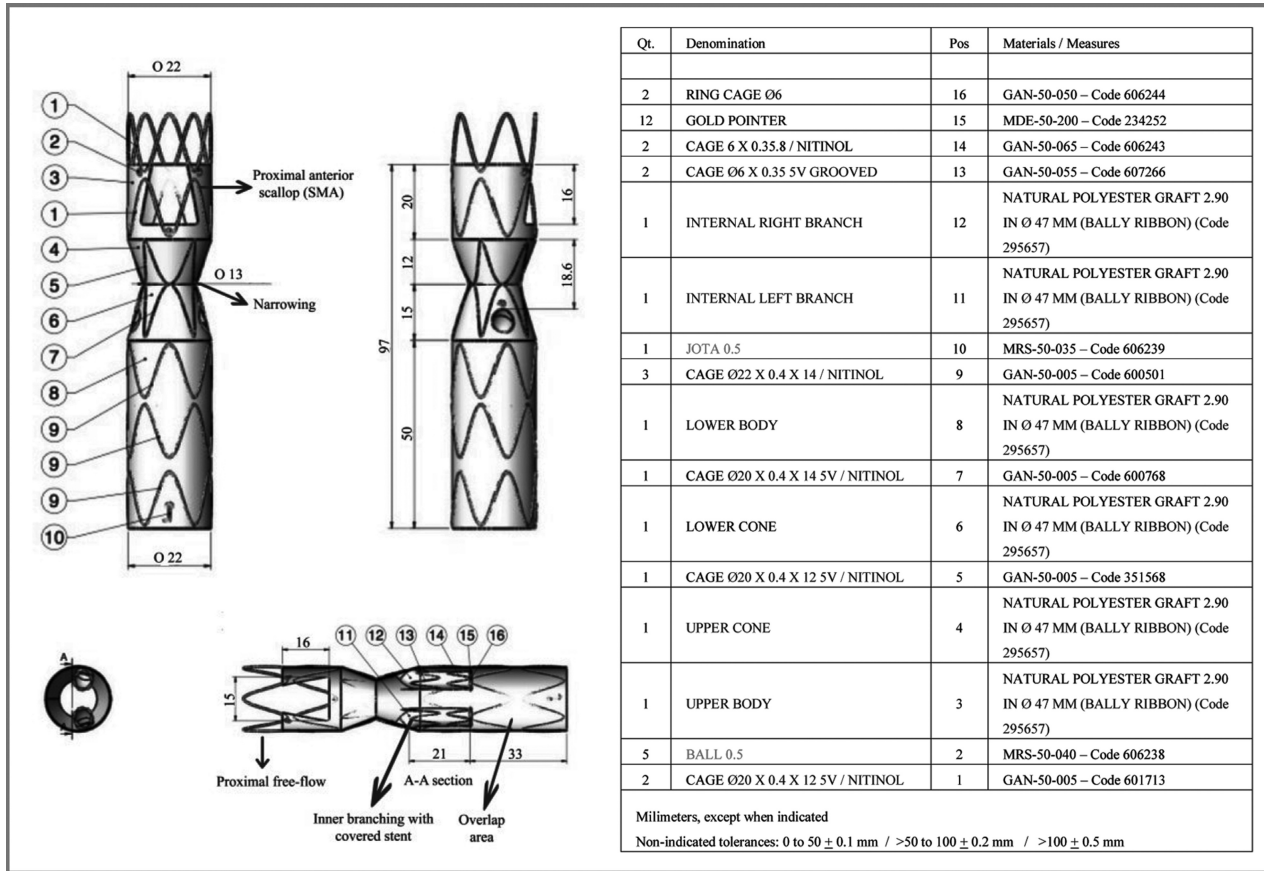 O 22
1
2
3
1
4
5
6
7
8
9
9
9
10
Proximal anterior
scallop (SMA)
O 13
Narrowing
O 22
97
20
12
15
50
16
18.6
A
16
15
11
12
13
14
15
16
21
33
Proximal free-flow
A-A section
Inner branching with
covered stent
Overlap
area
Qt. Denomination Pos Materials / Measures
2 RING CAGE Ø6 16 GAN-50-050 – Code 606244
12 GOLD POINTER 15 MDE-50-200 – Code 234252
2 CAGE 6 X 0.35.8 / NITINOL 14 GAN-50-065 – Code 606243
2 CAGE Ø6 X 0.35 5V GROOVED 13 GAN-50-055 – Code 607266
NATURAL POLYESTER GRAFT 2.90
1 INTERNAL RIGHT BRANCH 12 IN Ø 47 MM (BALLY RIBBON) (Code
295657)
NATURAL POLYESTER GRAFT 2.90
1 INTERNAL LEFT BRANCH 11 IN Ø 47 MM (BALLY RIBBON) (Code
295657)
1 JOTA 0.5 10 MRS-50-035 – Code 606239
3 CAGE Ø22 X 0.4 X 14 / NITINOL 9 GAN-50-005 – Code 600501
NATURAL POLYESTER GRAFT 2.90
1 LOWER BODY 8 IN Ø 47 MM (BALLY RIBBON) (Code
295657)
1 CAGE Ø20 X 0.4 X 14 5V / NITINOL 7 GAN-50-005 – Code 600768
NATURAL POLYESTER GRAFT 2.90
1 LOWER CONE 6 IN Ø 47 MM (BALLY RIBBON) (Code
295657)
1 CAGE Ø20 X 0.4 X 12 5V / NITINOL 5 GAN-50-005 – Code 351568
NATURAL POLYESTER GRAFT 2.90
1 UPPER CONE 4 IN Ø 47 MM (BALLY RIBBON) (Code
295657)
NATURAL POLYESTER GRAFT 2.90
1 UPPER BODY 3 IN Ø 47 MM (BALLY RIBBON) (Code
295657)
5 BALL 0.5 2 MRS-50-040 – Code 606238
2 CAGE Ø20 X 0.4 X 12 5V / NITINOL 1 GAN-50-005 – Code 601713
Milimeters, except when indicated
Non-indicated tolerances: 0 to 50 ± 0.1 mm / >50 to 100 ± 0.2 mm / >100 ± 0.5 mm